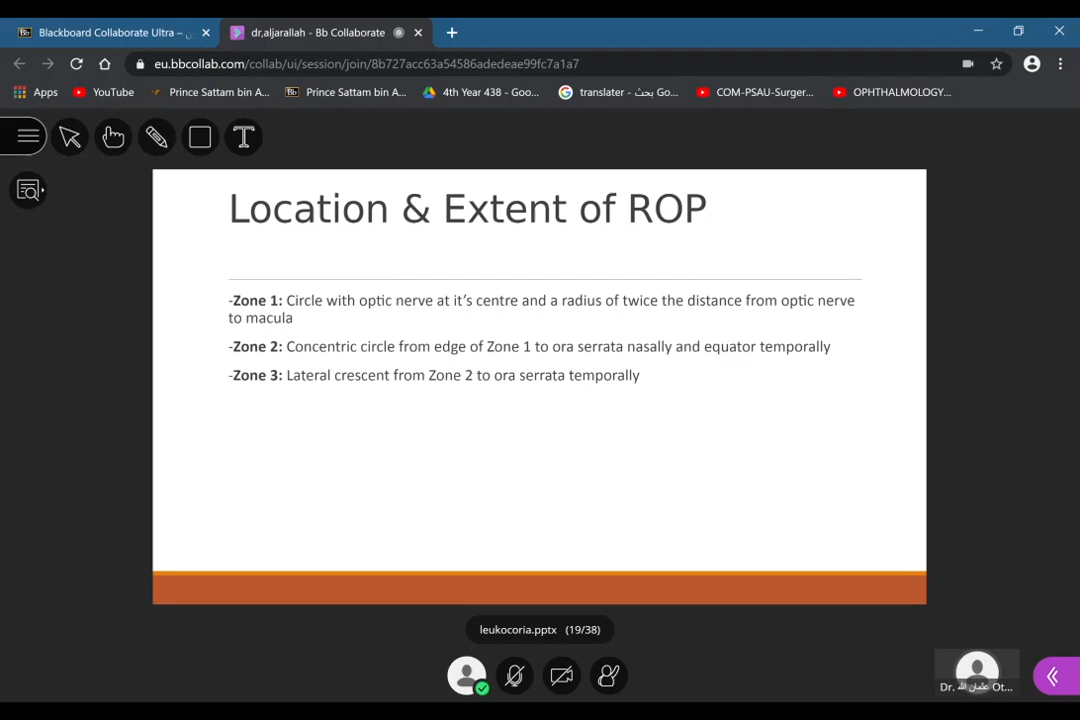 Blackboard Collaborate Ultra –
dr,aljarallah - Bb Collaborate
eu.bbcollab.com/collab/ui/session/join/8b727acc63a54586adedeae99fc7a1a7
Apps
YouTube
Prince Sattam bin A...
Prince Sattam bin A...
4th Year 438 - Goo...
translater - بحث Go...
COM-PSAU-Surger...
OPHTHALMOLOGY...
T
Location & Extent of ROP
-Zone 1: Circle with optic nerve at it's centre and a radius of twice the distance from optic nerve
to macula
-Zone 2: Concentric circle from edge of Zone 1 to ora serrata nasally and equator temporally
-Zone 3: Lateral crescent from Zone 2 to ora serrata temporally
leukocoria.pptx (19/38)
Dr. عثمان الله Ot...